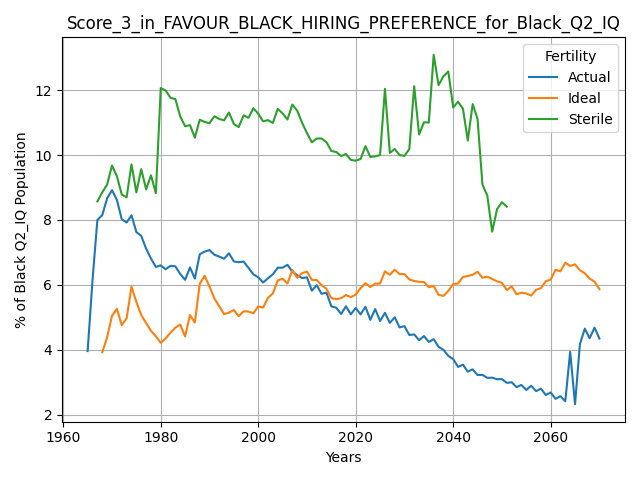 Score_3_in_FAVOUR_BLACK_HIRING_PREFERENCE_for_Black_Q2_IQ
Fertility
Actual
Ideal
Sterile
% of Black Q2_IQ Population
12
10
8
6
4
2
1960
1980
2000
2020
2040
2060
Years